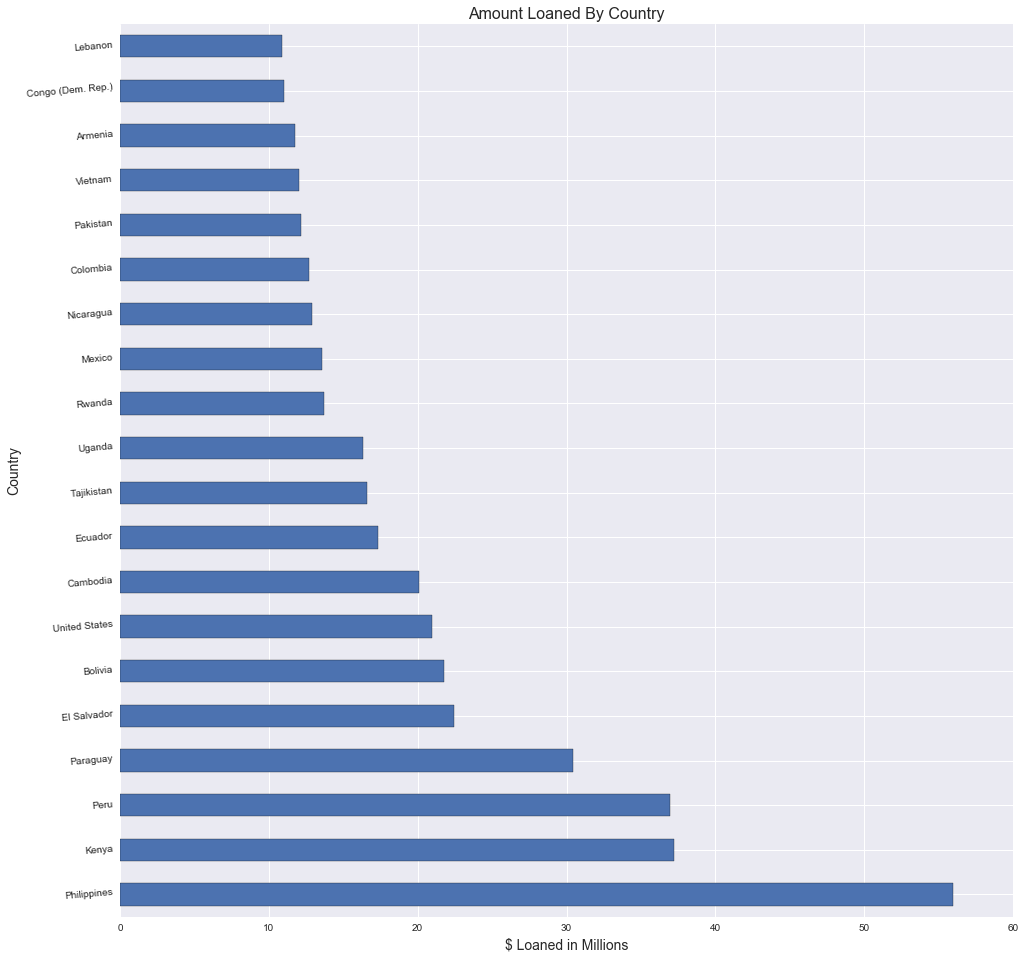 Amount Loaned By Country
Lebanon
Congo (Dem. Rep.)
Armenia
Vietnam
Pakistan
Colombia
Nicaragua
Mexico
Rwanda
Uganda
Tajikistan
Ecuador
Cambodia
United States
Bolivia
El Salvador
Paraguay
Peru
Kenya
Philippines
Country
0 10 20 30 40 50 60
$ Loaned in Millions